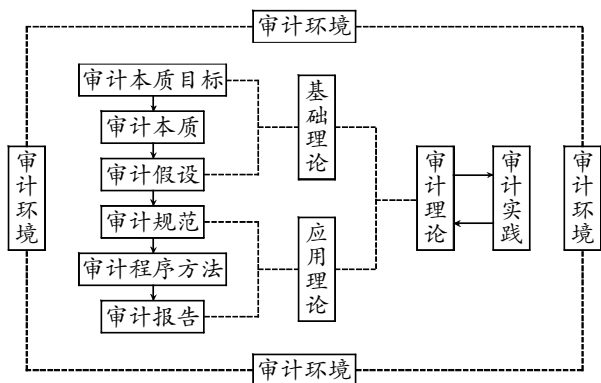 审计环境
审计本质目标
审计本质
审计假设
审计规范
审计程序方法
审计报告
基础理论
应用理论
审计理论
审计实践
审计环境
审计环境
审计环境